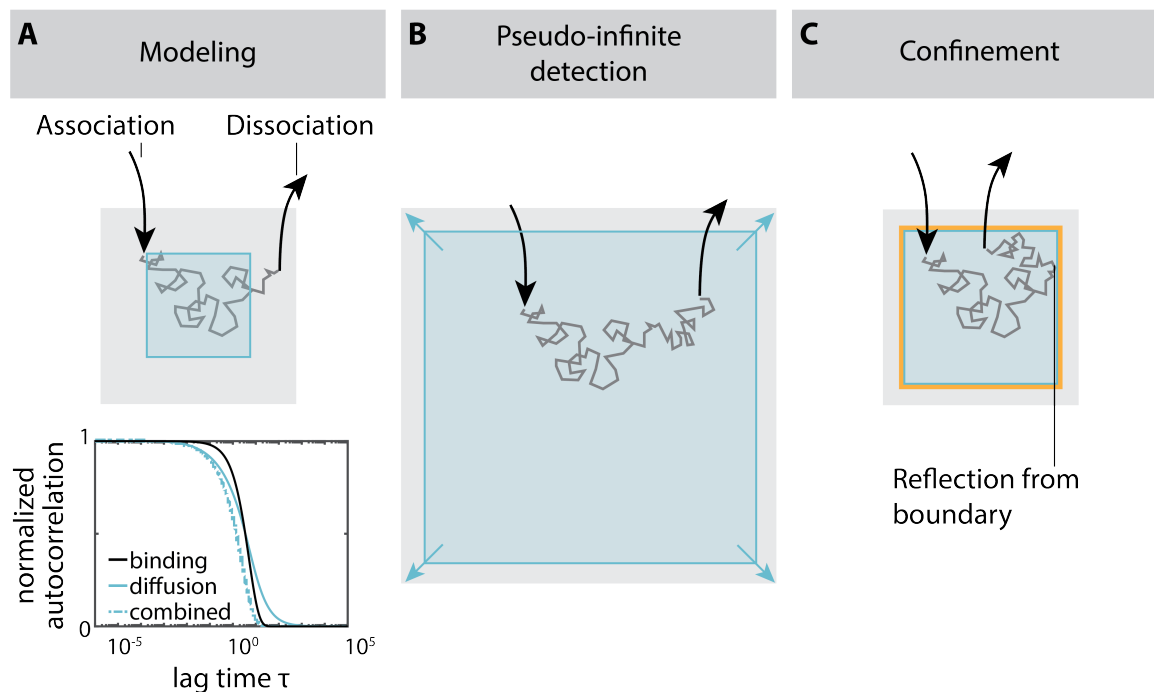 A
Modeling
B
Pseudo-infinite
detection
C
Confinement
Association
Dissociation
1
normalized
autocorrelation
binding
diffusion
combined
0
10⁻⁵
10⁰
10⁵
lag time τ
Reflection from
boundary